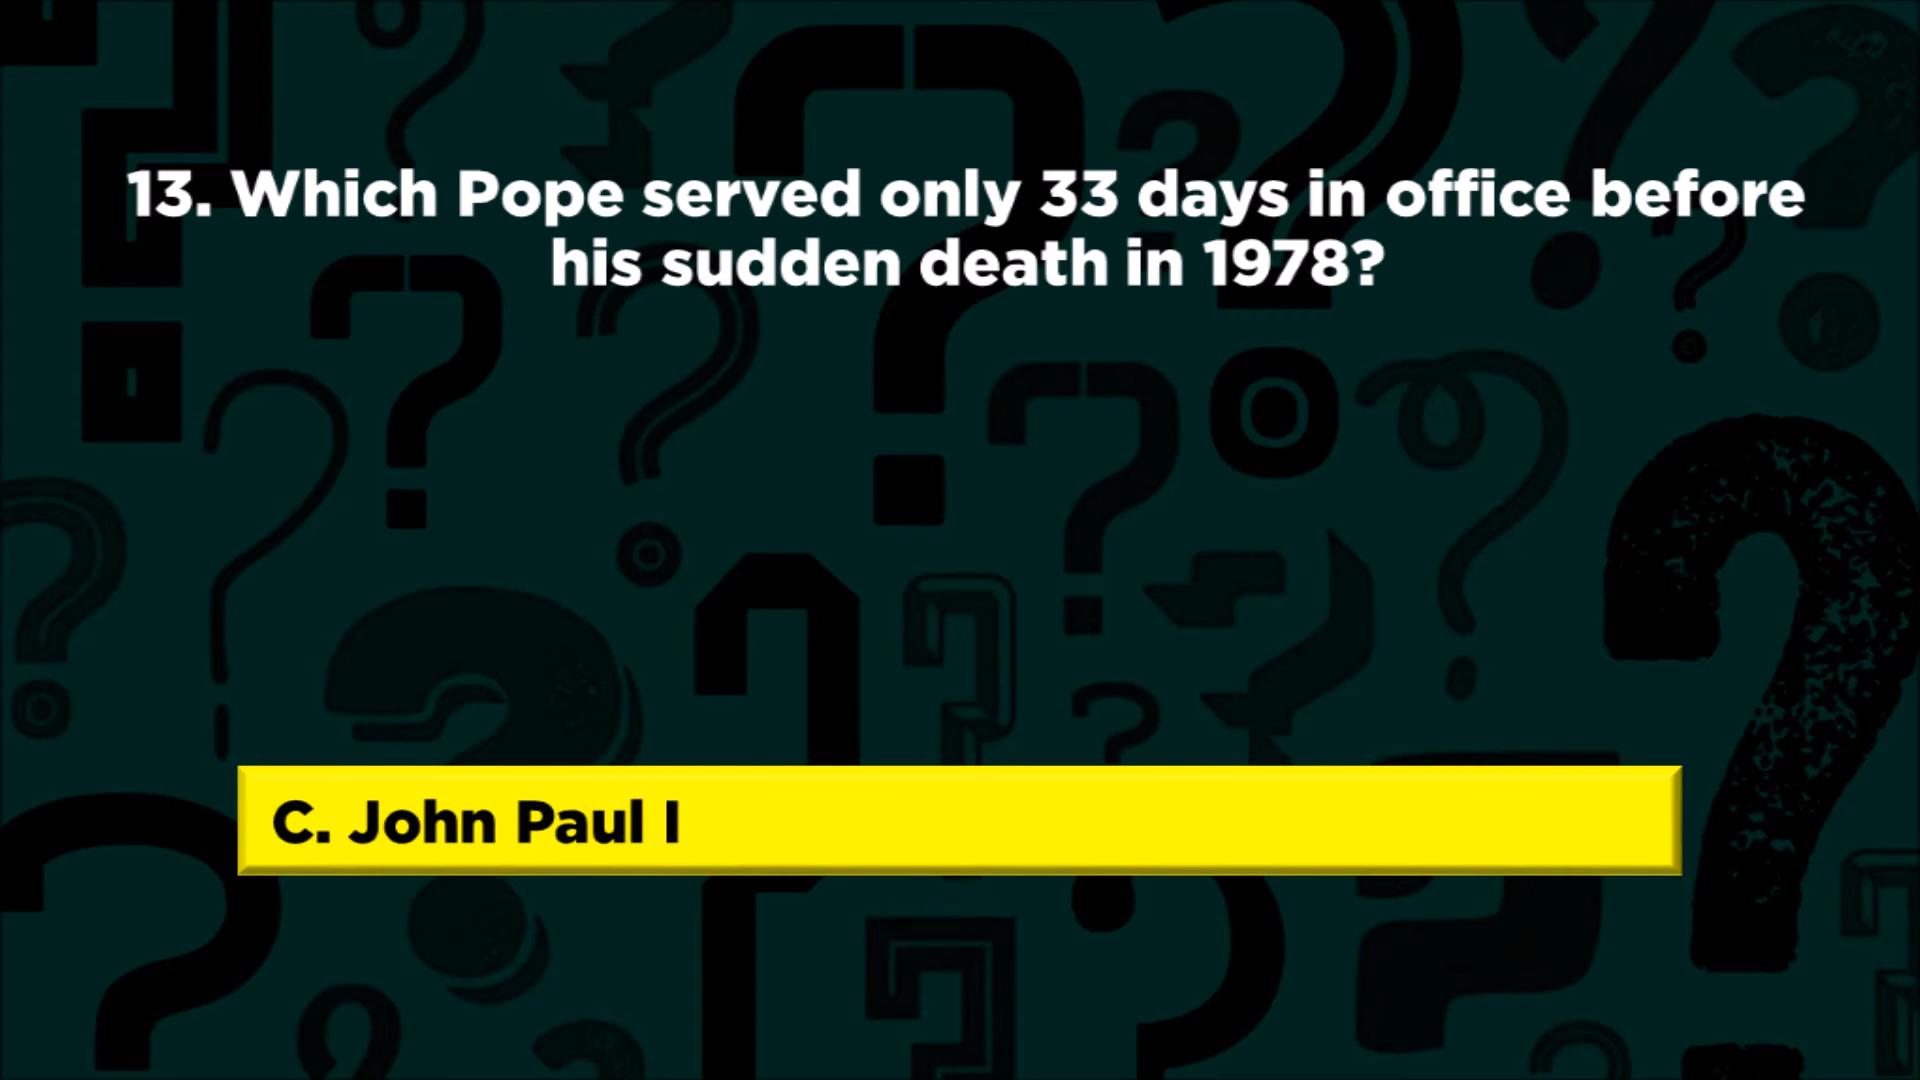 13. Which Pope served only 33 days in office before
his sudden death in 1978?
C. John Paul I